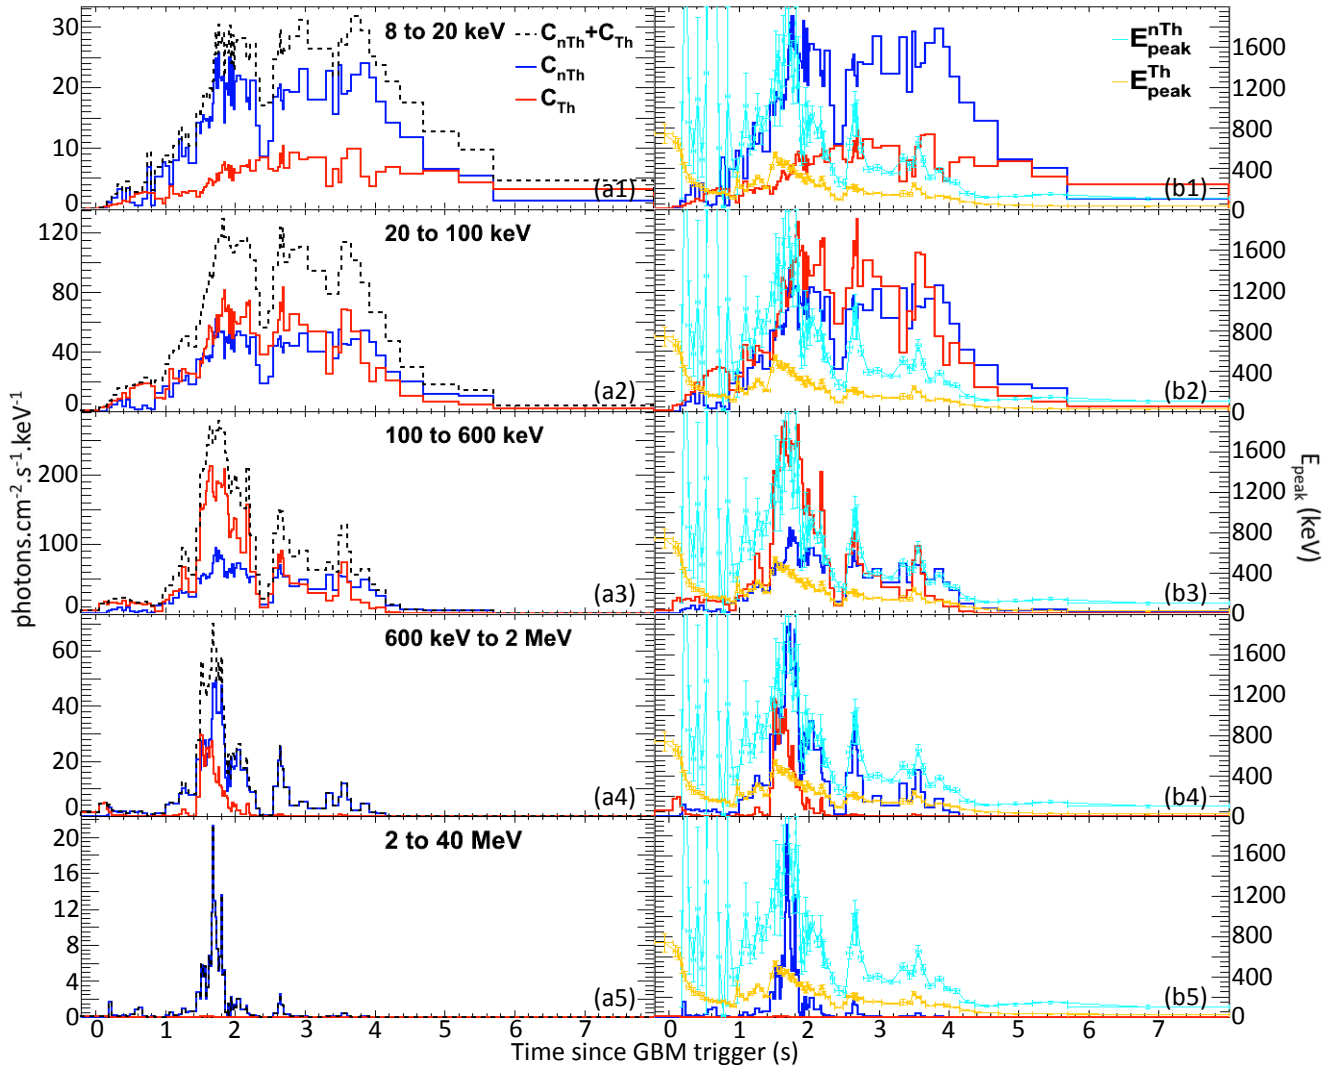 8 to 20 keV
C_nTh+C_Th
C_nTh
C_Th
E^nTh_peak
E^Th_peak
30
20
10
0
(a1)
(b1)
1600
1200
800
400
0
20 to 100 keV
120
80
40
0
(a2)
(b2)
1600
1200
800
400
0
100 to 600 keV
200
100
0
(a3)
(b3)
1600
1200
800
400
0
600 keV to 2 MeV
60
40
20
0
(a4)
(b4)
1600
1200
800
400
0
2 to 40 MeV
20
16
12
8
4
0
(a5)
(b5)
1600
1200
800
400
0
0 1 2 3 4 5 6 7
0 1 2 3 4 5 6 7
Time since GBM trigger (s)
photons.cm⁻².s⁻¹.keV⁻¹
E_peak (keV)